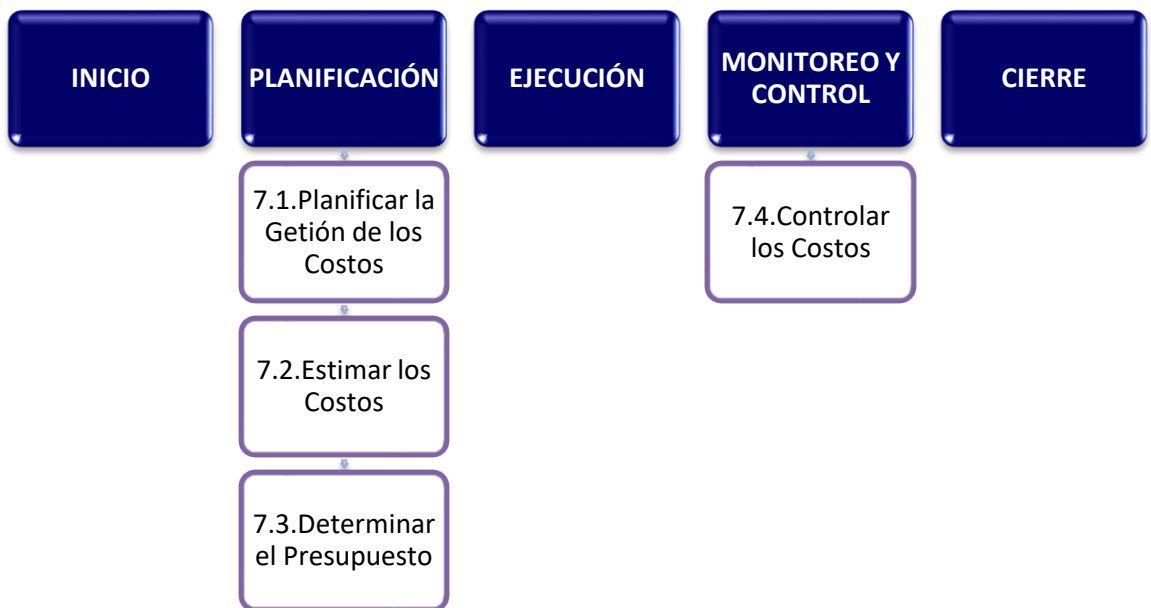 INICIO
PLANIFICACIÓN
EJECUCIÓN
MONITOREO Y
CONTROL
CIERRE
7.1.Planificar la
Getión de los
Costos
7.4.Controlar
los Costos
7.2.Estimar los
Costos
7.3.Determinar
el Presupuesto